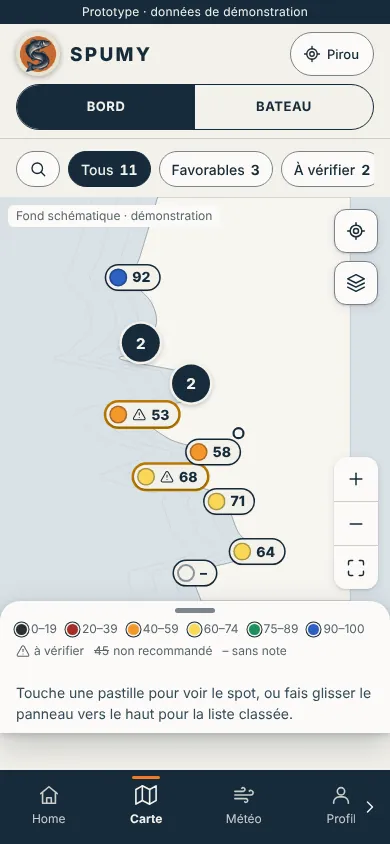 Prototype · données de démonstration
SPUMY
Pirou
BORD
BATEAU
Tous 11
Favorables 3
À vérifier 2
Fond schématique · démonstration
92
2
2
53
58
68
71
64
–
0–19 20–39 40–59 60–74 75–89 90–100
à vérifier 45 non recommandé – sans note
Touche une pastille pour voir le spot, ou fais glisser le
panneau vers le haut pour la liste classée.
Home
Carte
Météo
Profil